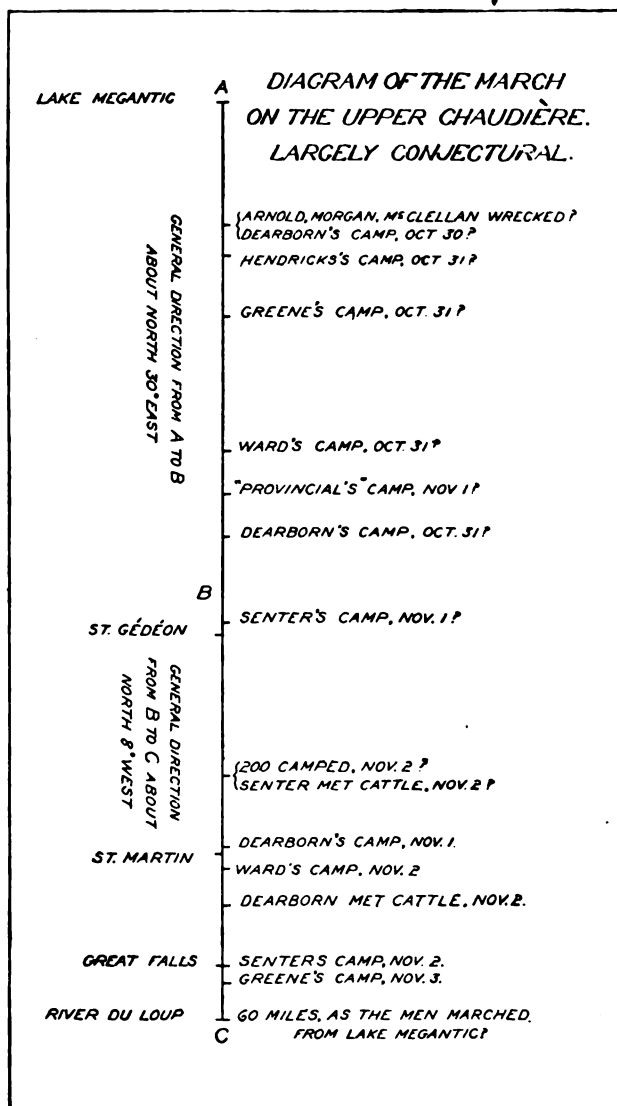 DIAGRAM OF THE MARCH
ON THE UPPER CHAUDIÈRE.
LARGELY CONJECTURAL.
LAKE MEGANTIC
A
GENERAL DIRECTION FROM A TO B
ABOUT NORTH 30° EAST
ARNOLD, MORGAN, McCLELLAN WRECKED?
DEARBORN'S CAMP, OCT 30?
HENDRICKS'S CAMP, OCT 31?
GREENE'S CAMP, OCT. 31?
WARD'S CAMP, OCT. 31?
"PROVINCIAL'S" CAMP, NOV 1?
DEARBORN'S CAMP, OCT. 31?
B
SENTER'S CAMP, NOV. 1?
ST. GÉDÉON
GENERAL DIRECTION
FROM B TO C ABOUT
NORTH 8° WEST
200 CAMPED, NOV. 2?
SENTER MET CATTLE, NOV. 2?
DEARBORN'S CAMP, NOV. 1.
ST. MARTIN
WARD'S CAMP, NOV. 2
DEARBORN MET CATTLE, NOV. 2.
GREAT FALLS
SENTERS CAMP, NOV. 2.
GREENE'S CAMP, NOV. 3.
RIVER DU LOUP
60 MILES, AS THE MEN MARCHED.
FROM LAKE MEGANTIC?
C